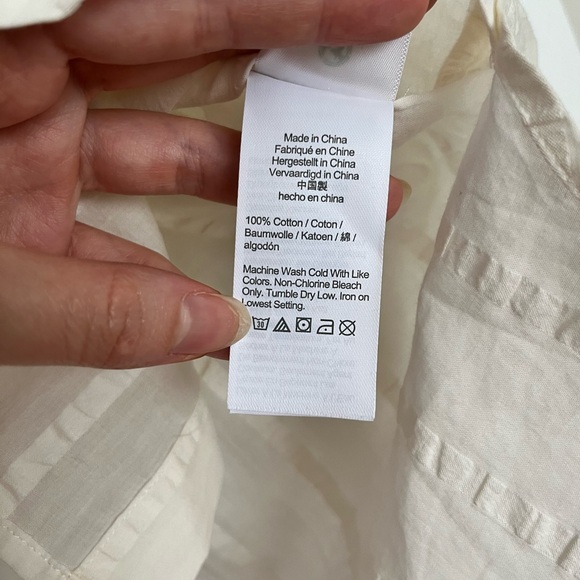 Made in China
Fabriqué en Chine
Hergestellt in China
Vervaardigd in China
中国製
hecho en china
100% Cotton / Coton /
Baumwolle / Katoen / 綿 /
algodón
Machine Wash Cold With Like
Colors. Non-Chlorine Bleach
Only. Tumble Dry Low. Iron on
Lowest Setting.
30